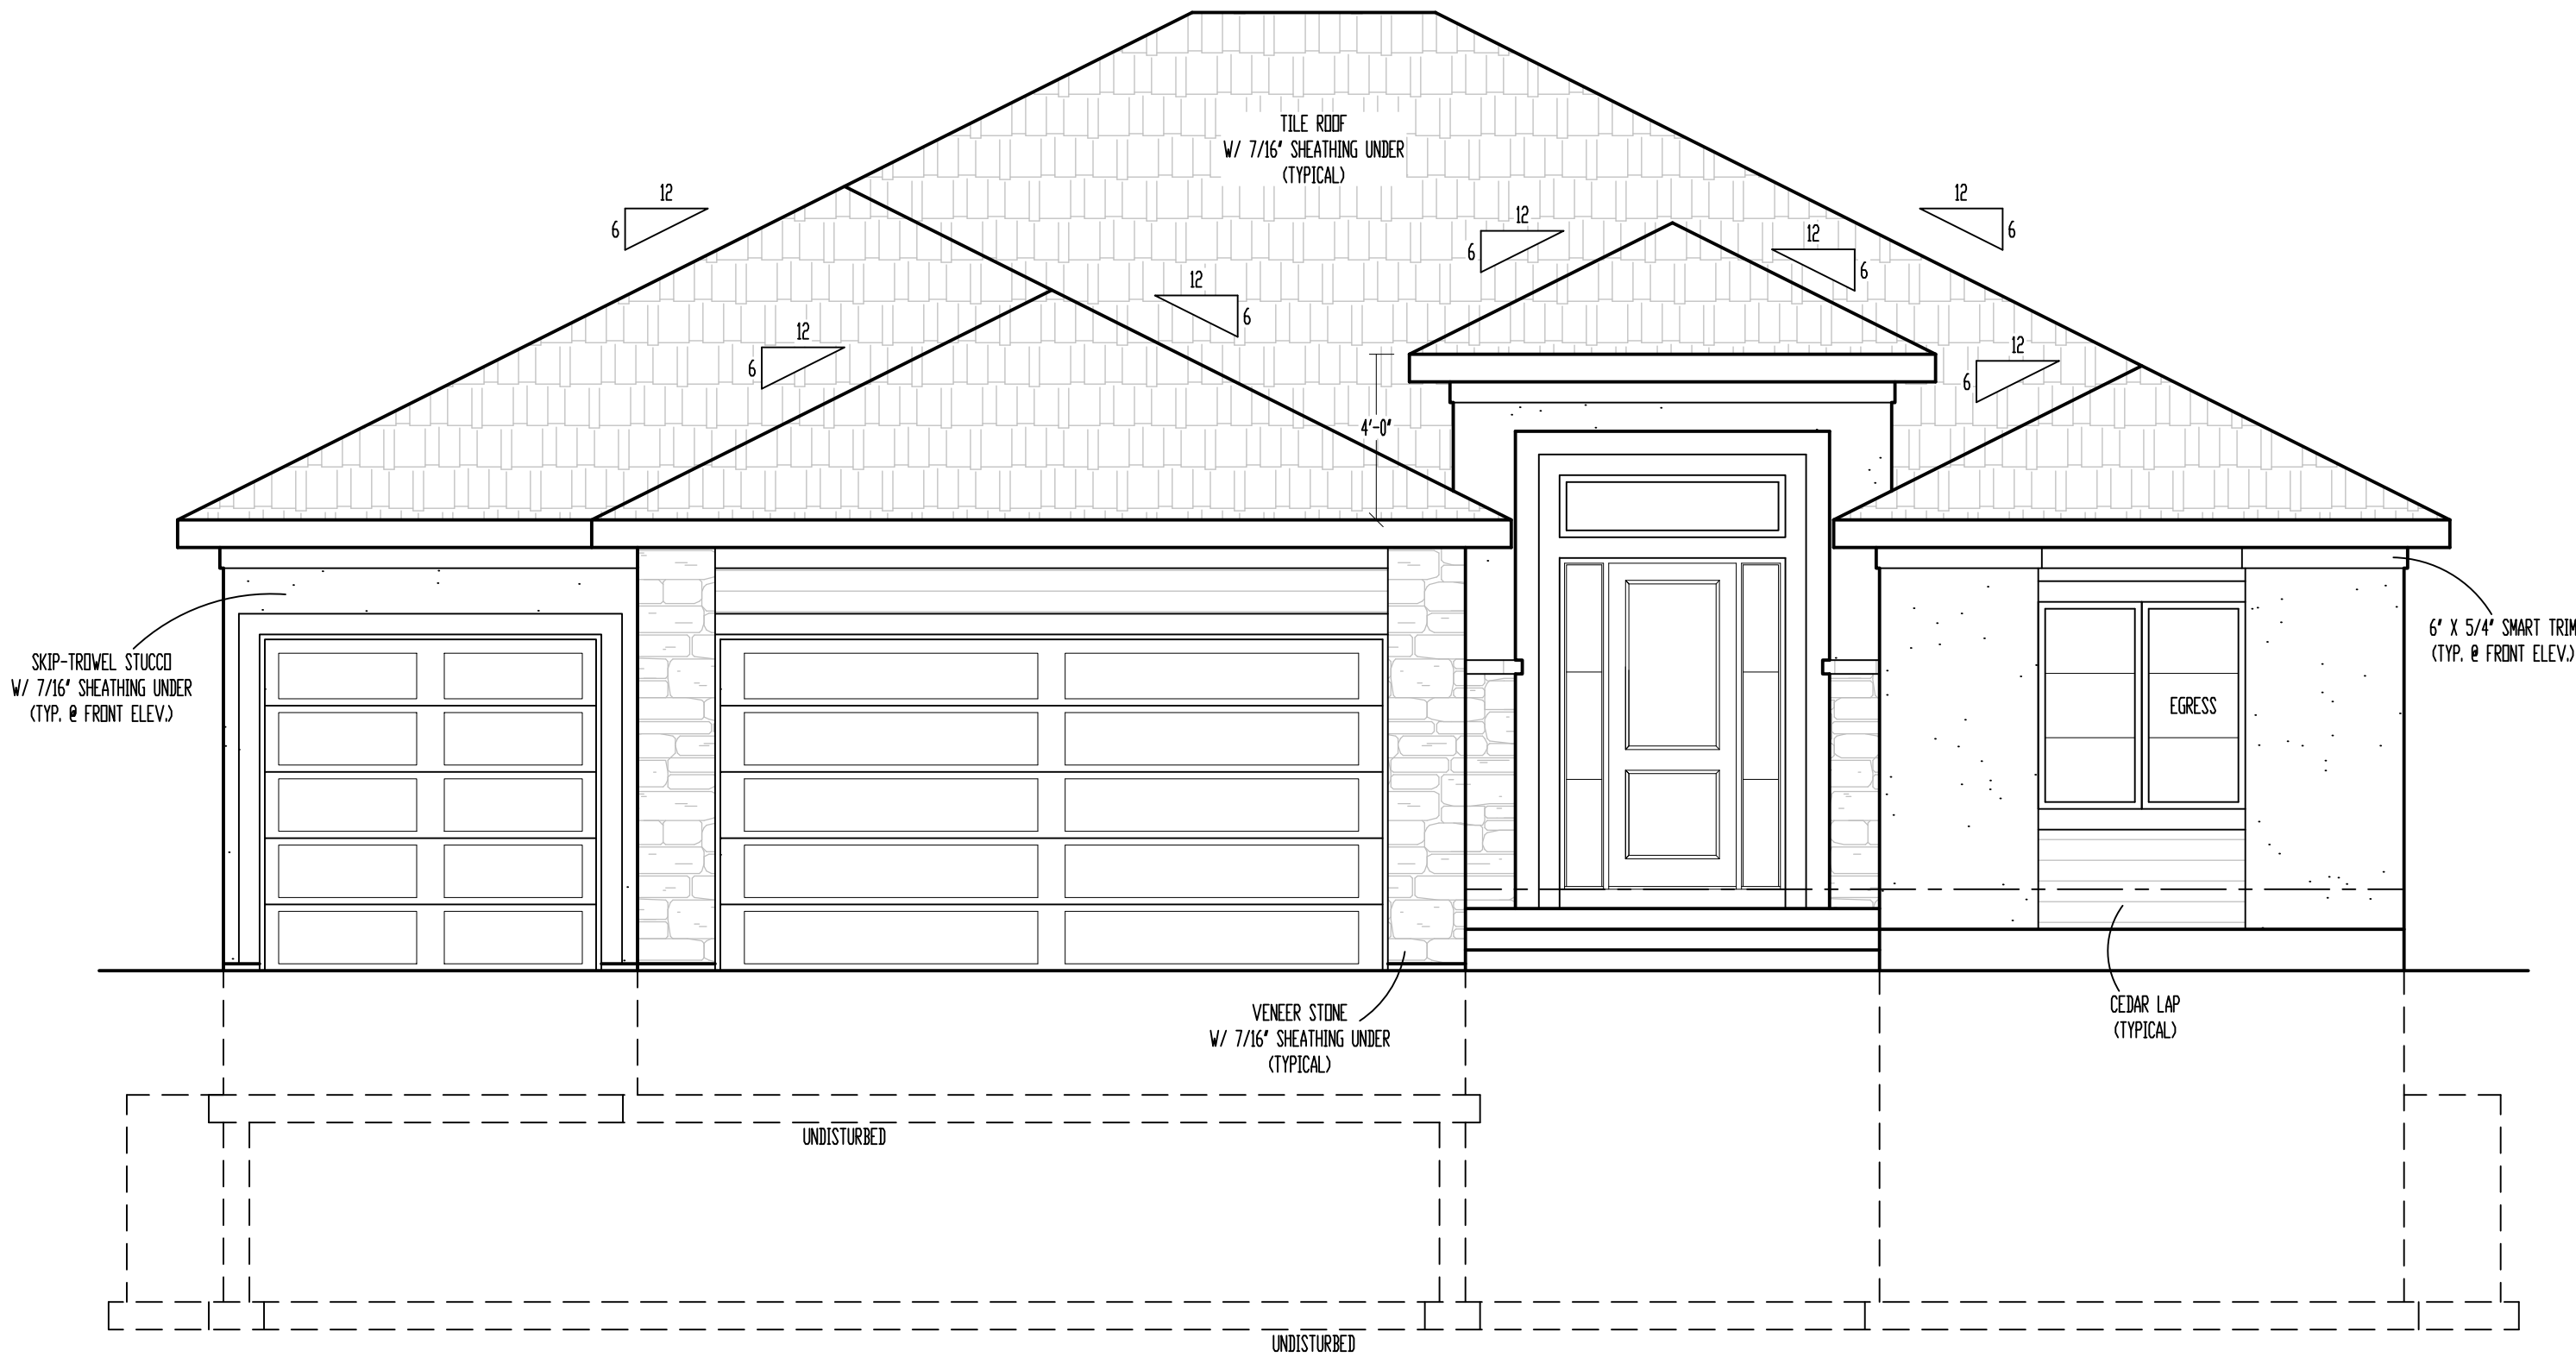 TILE ROOF
W/ 7/16" SHEATHING UNDER
(TYPICAL)
12
6
12
6
12
6
12
6
12
6
12
6
12
6
4'-0"
SKIP-TROWEL STUCCO
W/ 7/16" SHEATHING UNDER
(TYP. @ FRONT ELEV.)
6" X 5/4" SMART TRIM
(TYP. @ FRONT ELEV.)
EGRESS
VENEER STONE
W/ 7/16" SHEATHING UNDER
(TYPICAL)
CEDAR LAP
(TYPICAL)
UNDISTURBED
UNDISTURBED